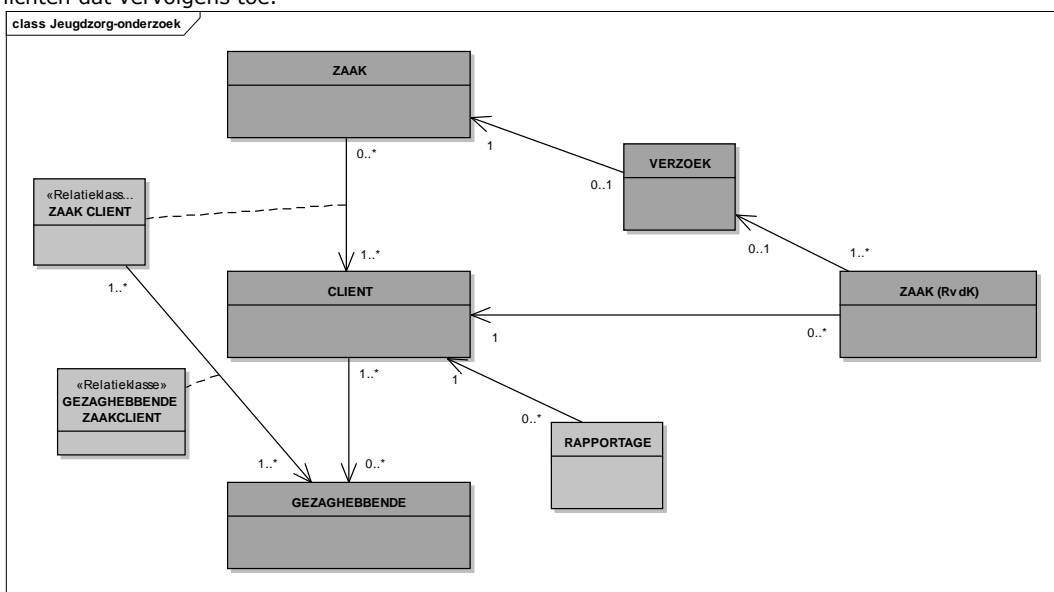 lichten dat vervolgens toe.
class Jeugdzorg-onderzoek
ZAAK
0..*
1
VERZOEK
0..1
«Relatieklass...
ZAAK CLIENT
0..1
1..*
1..*
1..*
CLIENT
ZAAK (RvdK)
1
0..*
«Relatieklasse»
GEZAGHEBBENDE
ZAAKCLIENT
1..*
1
0..*
RAPPORTAGE
1..*
0..*
GEZAGHEBBENDE